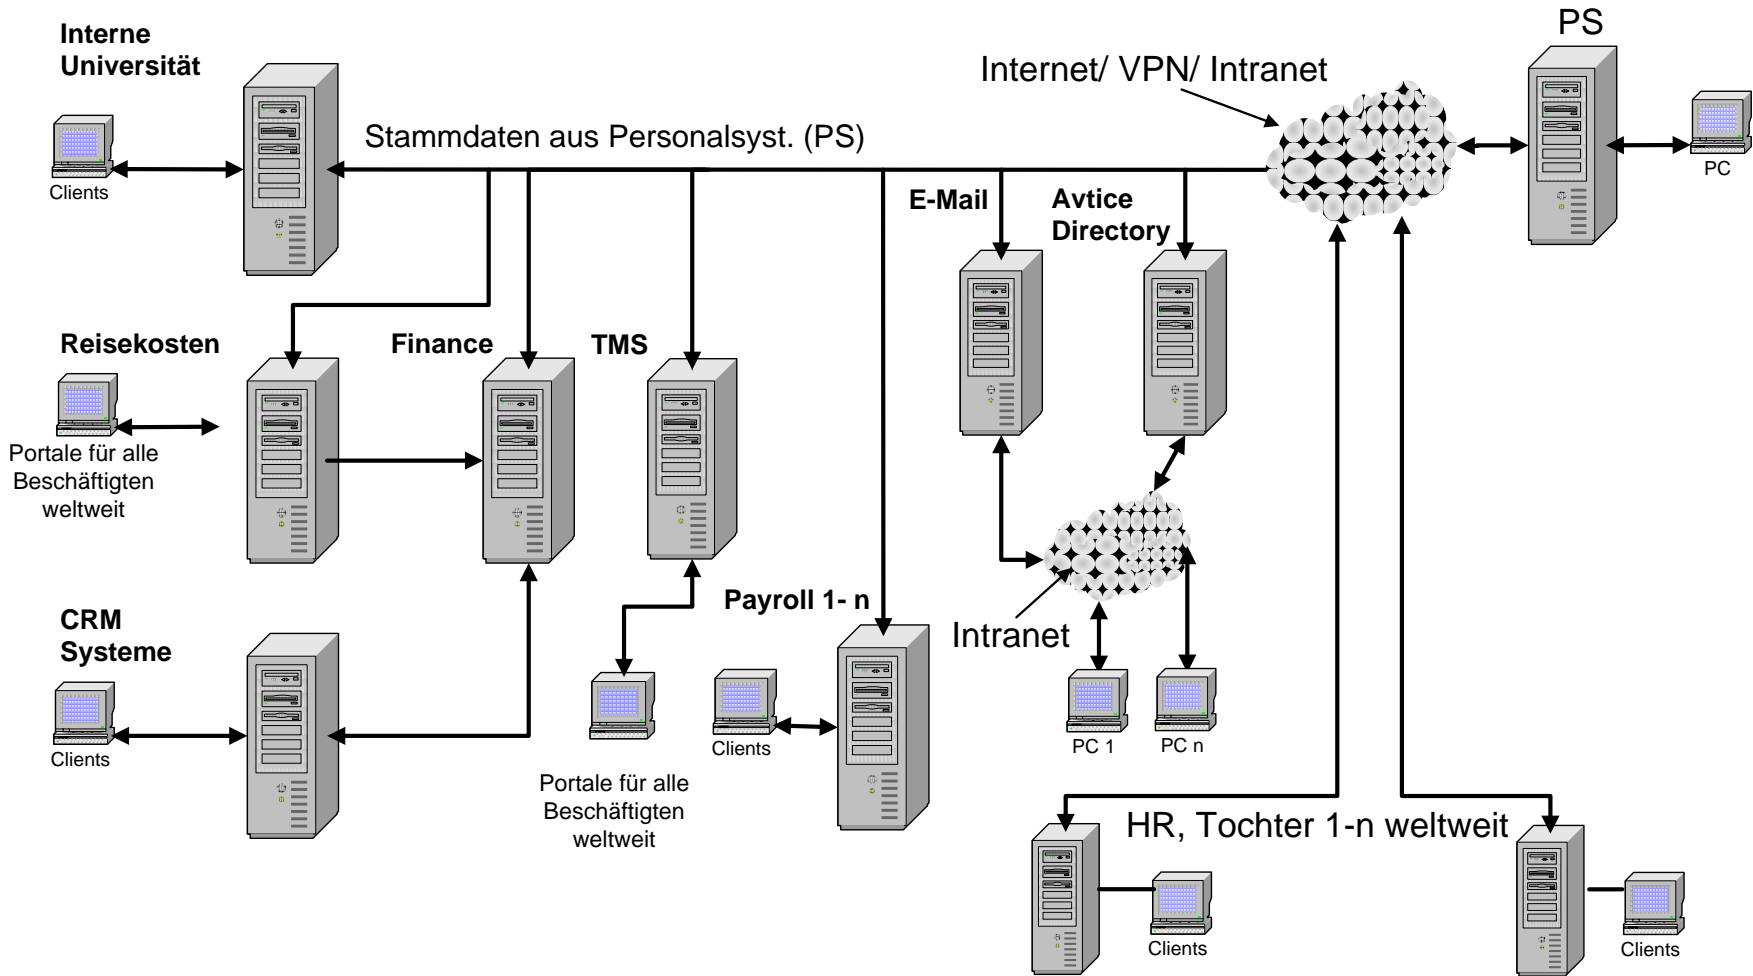 PS
Interne
Universität
Internet/ VPN/ Intranet
Stammdaten aus Personalsyst. (PS)
Clients
PC
E-Mail
Avtice
Directory
Reisekosten
Finance
TMS
Portale für alle
Beschäftigten
weltweit
Payroll 1- n
CRM
Systeme
Intranet
Clients
Clients
PC 1
PC n
Portale für alle
Beschäftigten
weltweit
HR, Tochter 1-n weltweit
Clients
Clients